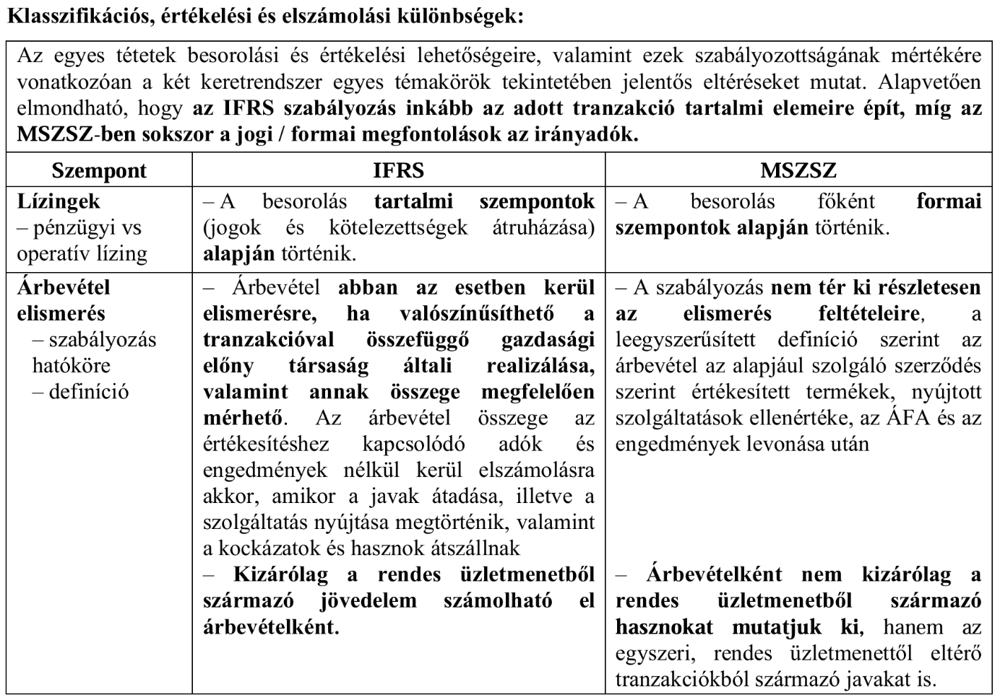 Klasszifikációs, értékelési és elszámolási különbségek:
Az egyes tétetek besorolási és értékelési lehetőségeire, valamint ezek szabályozottságának mértékére
vonatkozóan a két keretrendszer egyes témakörök tekintetében jelentős eltéréseket mutat. Alapvetően
elmondható, hogy az IFRS szabályozás inkább az adott tranzakció tartalmi elemeire épít, míg az
MSZSZ-ben sokszor a jogi / formai megfontolások az irányadók.
Szempont
IFRS
MSZSZ
Lízingek
– pénzügyi vs
operatív lízing
– A besorolás tartalmi szempontok
(jogok és kötelezettségek átruházása)
alapján történik.
– A besorolás főként formai
szempontok alapján történik.
Árbevétel
elismerés
– szabályozás
hatóköre
– definíció
– Árbevétel abban az esetben kerül
elismerésre, ha valószínűsíthető a
tranzakcióval összefüggő gazdasági
előny társaság általi realizálása,
valamint annak összege megfelelően
mérhető. Az árbevétel összege az
értékesítéshez kapcsolódó adók és
engedmények nélkül kerül elszámolásra
akkor, amikor a javak átadása, illetve a
szolgáltatás nyújtása megtörténik, valamint
a kockázatok és hasznok átszállnak
– Kizárólag a rendes üzletmenetből
származó jövedelem számolható el
árbevételként.
– A szabályozás nem tér ki részletesen
az elismerés feltételeire, a
leegyszerűsített definíció szerint az
árbevétel az alapjául szolgáló szerződés
szerint értékesített termékek, nyújtott
szolgáltatások ellenértéke, az ÁFA és az
engedmények levonása után
– Árbevételként nem kizárólag a
rendes üzletmenetből származó
hasznokat mutatjuk ki, hanem az
egyszeri, rendes üzletmenettől eltérő
tranzakciókból származó javakat is.